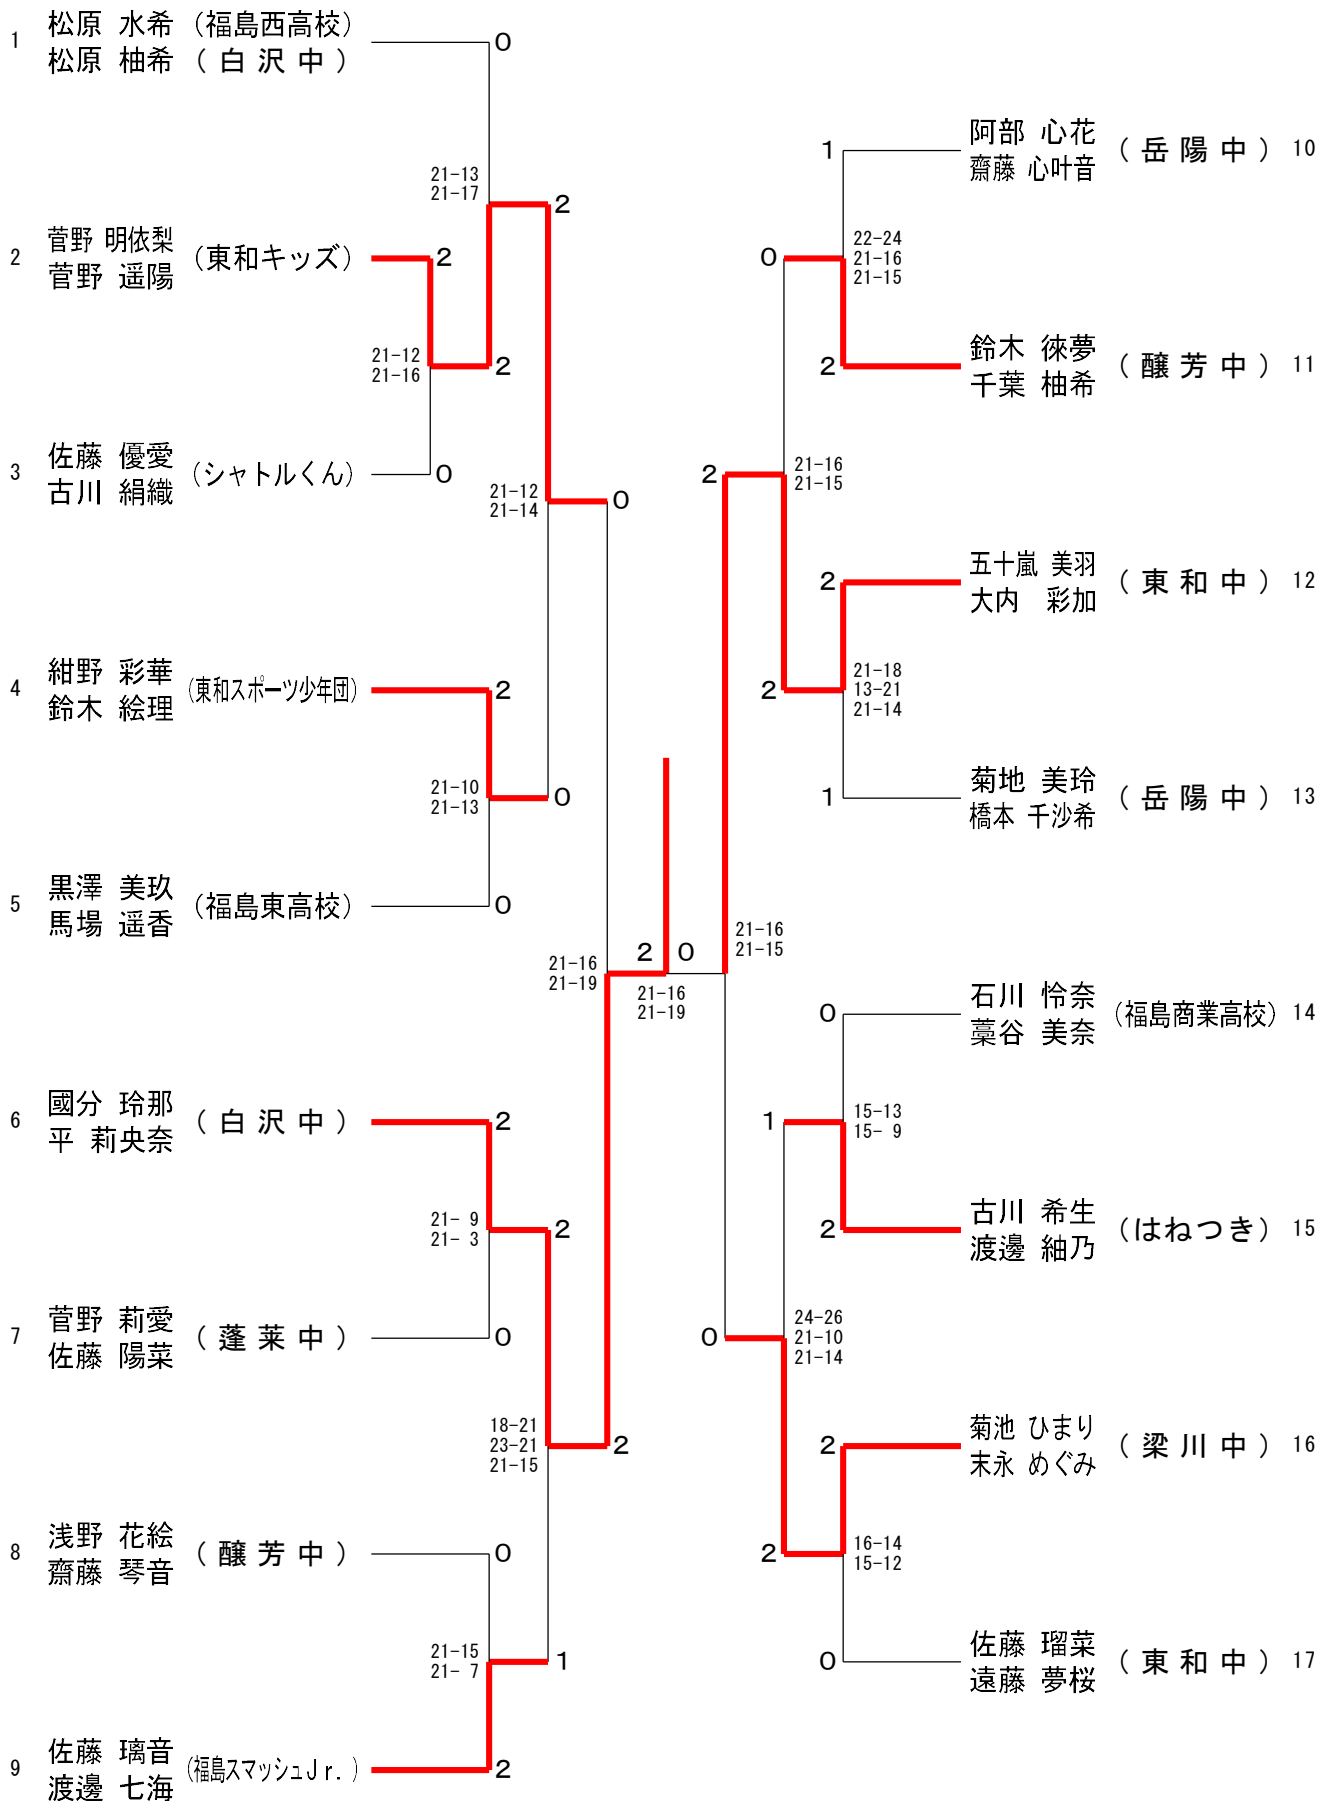 1 松原 水希 (福島西高校)
松原 柚希 (白沢中)
0
0
21-13
21-17
2
2 菅野 明依梨 (東和キッズ)
菅野 遥陽
2
21-12
21-16
2
3 佐藤 優愛 (シャトルくん)
古川 絹織
0
21-12
21-14
0
4 紺野 彩華 (東和スポーツ少年団)
鈴木 絵理
2
21-10
21-13
0
5 黒澤 美玖 (福島東高校)
馬場 遥香
0
21-16
21-19
2 0
21-16
21-19
6 國分 玲那 (白沢中)
平 莉央奈
2
21- 9
21- 3
2
7 菅野 莉愛 (蓬莱中)
佐藤 陽菜
0
18-21
23-21
21-15
2
8 浅野 花絵 (醸芳中)
齋藤 琴音
0
21-15
21- 7
1
9 佐藤 璃音 (福島スマッシュJr.)
渡邊 七海
2
1
阿部 心花 (岳陽中) 10
齋藤 心叶音
0
22-24
21-16
21-15
2
鈴木 徠夢 (醸芳中) 11
千葉 柚希
2
21-16
21-15
2
五十嵐 美羽 (東和中) 12
大内 彩加
2
21-18
13-21
21-14
1
菊地 美玲 (岳陽中) 13
橋本 千沙希
21-16
21-15
0
石川 怜奈 (福島商業高校) 14
藁谷 美奈
1
15-13
15- 9
2
古川 希生 (はねつき) 15
渡邊 紬乃
0
24-26
21-10
21-14
2
菊池 ひまり (梁川中) 16
末永 めぐみ
2
16-14
15-12
0
佐藤 瑠菜 (東和中) 17
遠藤 夢桜